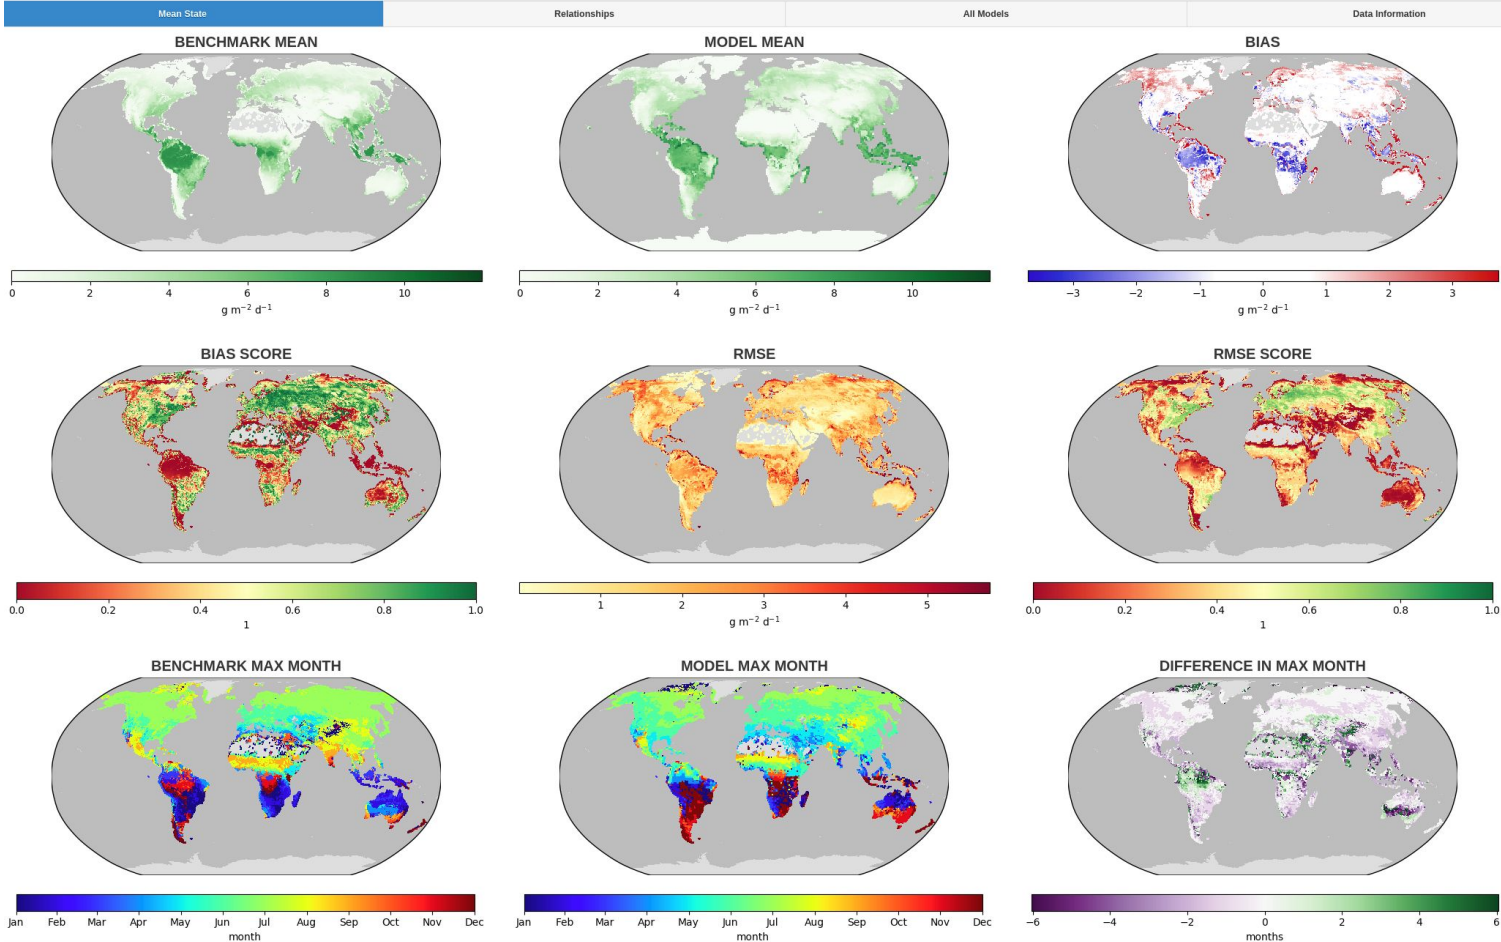 Mean State Relationships All Models Data Information
BENCHMARK MEAN MODEL MEAN BIAS
0 2 4 6 8 10 0 2 4 6 8 10 −3 −2 −1 0 1 2 3
g m⁻² d⁻¹ g m⁻² d⁻¹ g m⁻² d⁻¹
BIAS SCORE RMSE RMSE SCORE
0.0 0.2 0.4 0.6 0.8 1.0 1 2 3 4 5 0.0 0.2 0.4 0.6 0.8 1.0
1 g m⁻² d⁻¹ 1
BENCHMARK MAX MONTH MODEL MAX MONTH DIFFERENCE IN MAX MONTH
Jan Feb Mar Apr May Jun Jul Aug Sep Oct Nov Dec Jan Feb Mar Apr May Jun Jul Aug Sep Oct Nov Dec −6 −4 −2 0 2 4 6
month month months